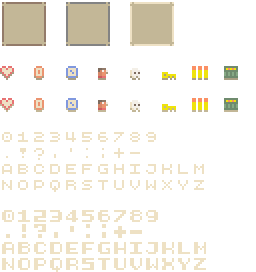 0123456789
.!?,':;+-
ABCDEFGHIJKLM
NOPQRSTUVWXYZ
0123456789
.!?,':;+-
ABCDEFGHIJKLM
NOPQRSTUVWXYZ